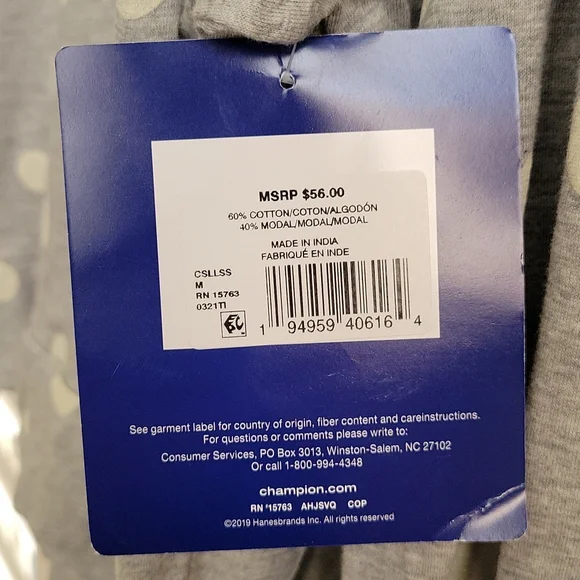 MSRP $56.00
60% COTTON/COTON/ALGODÓN
40% MODAL/MODAL/MODAL
MADE IN INDIA
FABRIQUÉ EN INDE
CSLLSS
M
RN 15763
0321TI
1 94959 40616 4
See garment label for country of origin, fiber content and careinstructions.
For questions or comments please write to:
Consumer Services, PO Box 3013, Winston-Salem, NC 27102
Or call 1-800-994-4348
champion.com
RN *15763 AHJSVQ COP
©2019 Hanesbrands Inc. All rights reserved